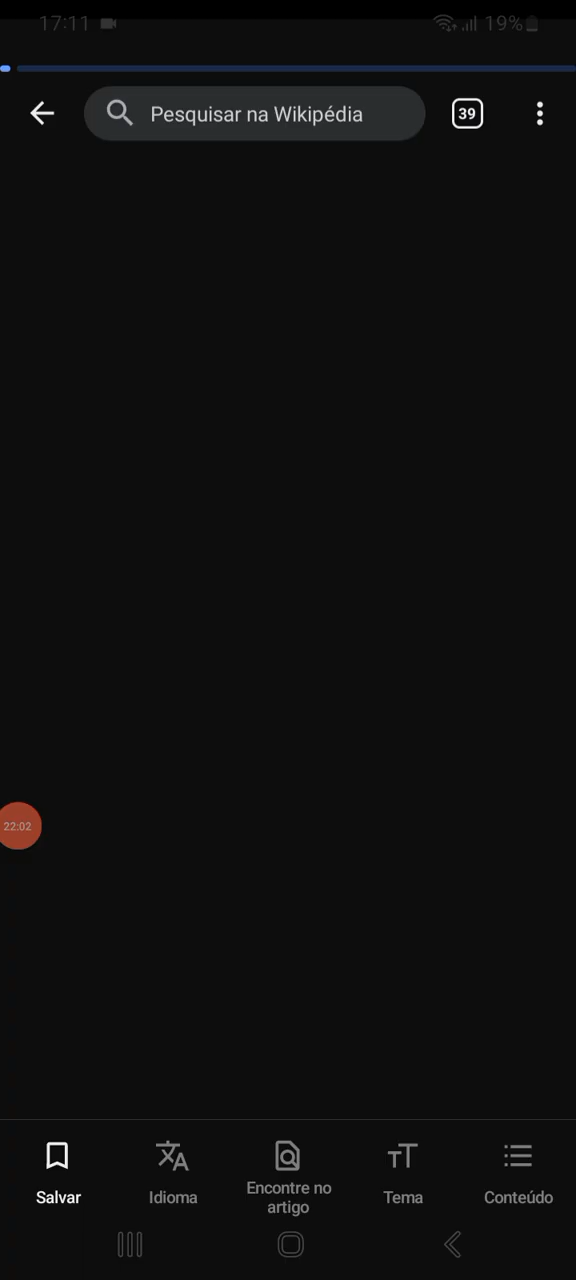 17:11 19%
Pesquisar na Wikipédia 39
22:02
Salvar Idioma Encontre no artigo Tema Conteúdo